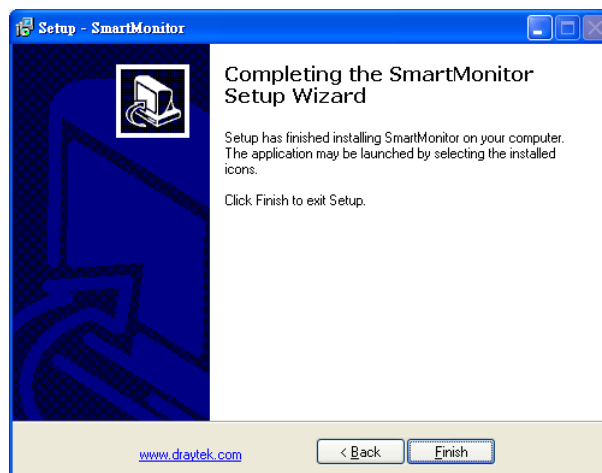 Setup - SmartMonitor
Completing the SmartMonitor
Setup Wizard
Setup has finished installing SmartMonitor on your computer.
The application may be launched by selecting the installed
icons.
Click Finish to exit Setup.
www.draytek.com
< Back
Finish